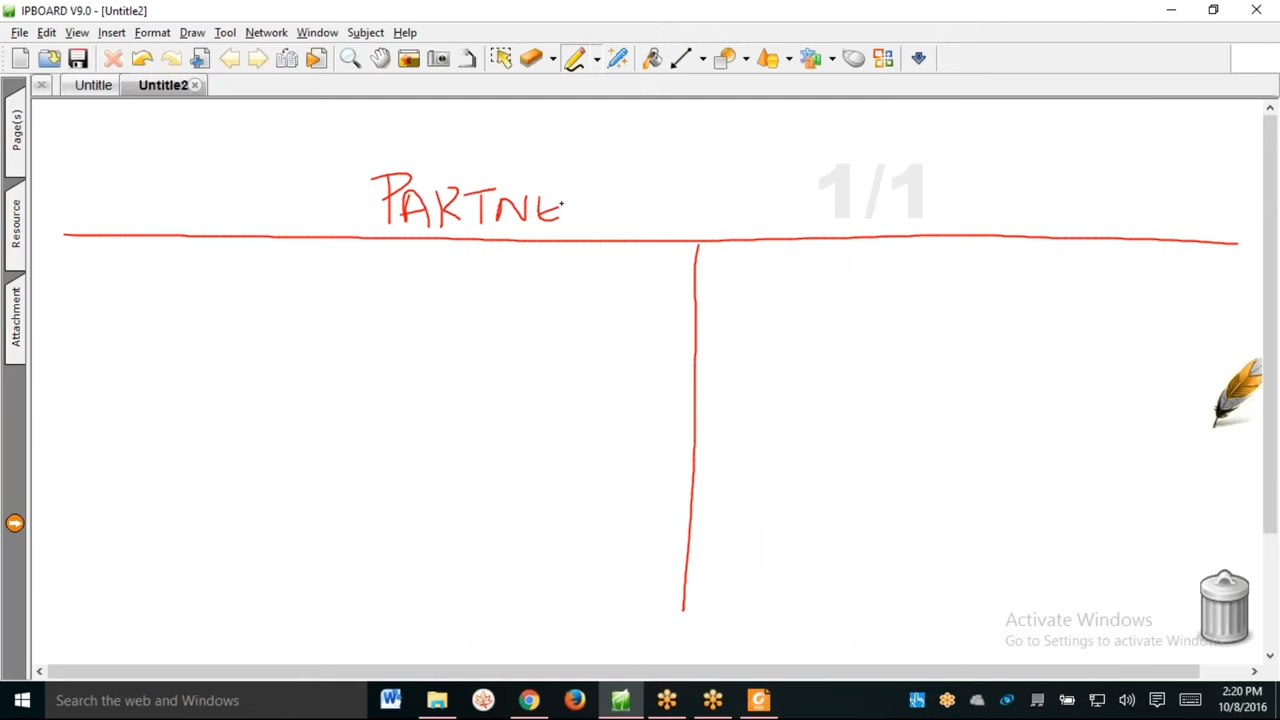 IPBOARD V9.0 - [Untitle2]
File Edit View Insert Format Draw Tool Network Window Subject Help
Untitle Untitle2
Page(s)
Resource
Attachment
1/1
PARTNE
Activate Windows
Go to Settings to activate Windows
Search the web and Windows
2:20 PM
10/8/2016